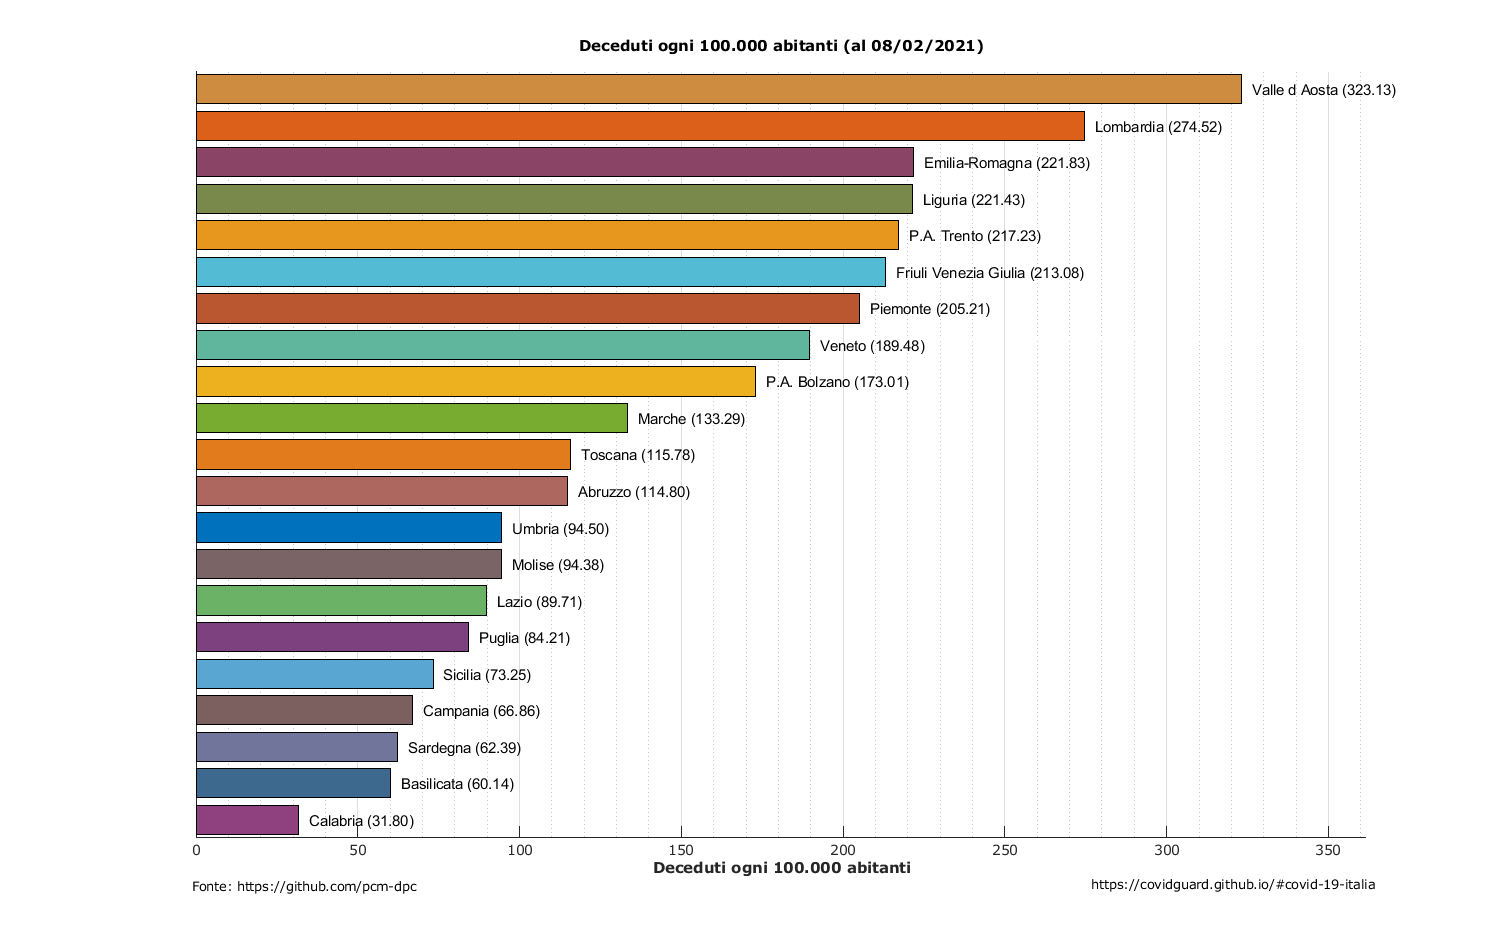 Deceduti ogni 100.000 abitanti (al 08/02/2021)
Valle d Aosta (323.13)
Lombardia (274.52)
Emilia-Romagna (221.83)
Liguria (221.43)
P.A. Trento (217.23)
Friuli Venezia Giulia (213.08)
Piemonte (205.21)
Veneto (189.48)
P.A. Bolzano (173.01)
Marche (133.29)
Toscana (115.78)
Abruzzo (114.80)
Umbria (94.50)
Molise (94.38)
Lazio (89.71)
Puglia (84.21)
Sicilia (73.25)
Campania (66.86)
Sardegna (62.39)
Basilicata (60.14)
Calabria (31.80)
0 50 100 150 200 250 300 350
Deceduti ogni 100.000 abitanti
Fonte: https://github.com/pcm-dpc
https://covidguard.github.io/#covid-19-italia